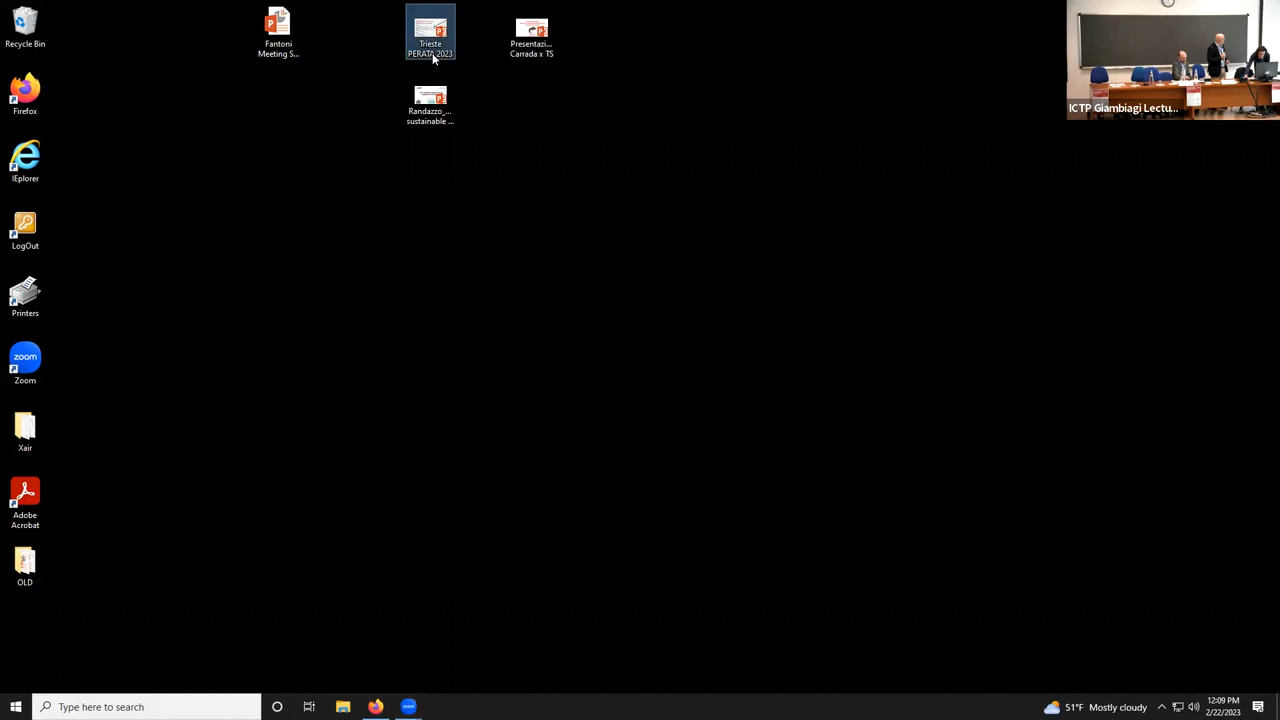 Recycle Bin
Fantoni
Meeting S...
Trieste
PERATA 2023
Presentazi...
Carrada x TS
ICTP Giambiagi Lectu...
Firefox
Randazzo_...
sustainable ...
IEplorer
LogOut
Printers
zoom
Zoom
Xair
Adobe
Acrobat
OLD
Type here to search
zoom
51°F Mostly cloudy
12:09 PM
2/22/2023